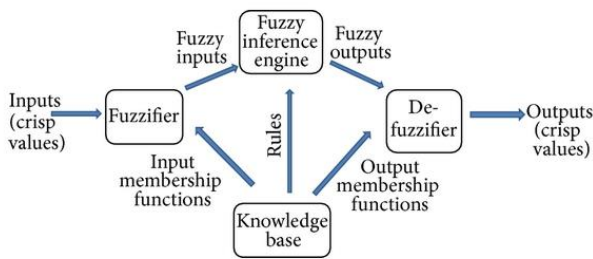 Inputs
(crisp
values)
Fuzzifier
Fuzzy
inputs
Fuzzy
inference
engine
Fuzzy
outputs
De-
fuzzifier
Outputs
(crisp
values)
Input
membership
functions
Rules
Output
membership
functions
Knowledge
base